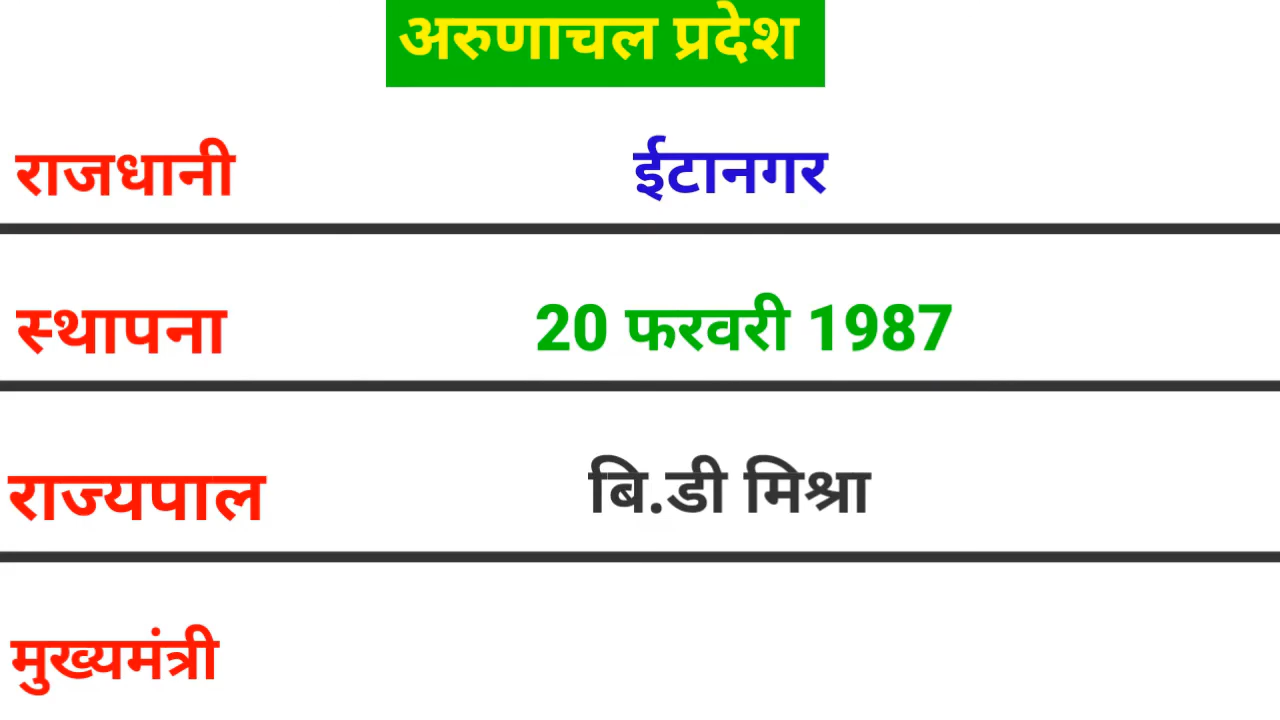 अरुणाचल प्रदेश
राजधानी ईटानगर
स्थापना 20 फरवरी 1987
राज्यपाल बि.डी मिश्रा
मुख्यमंत्री